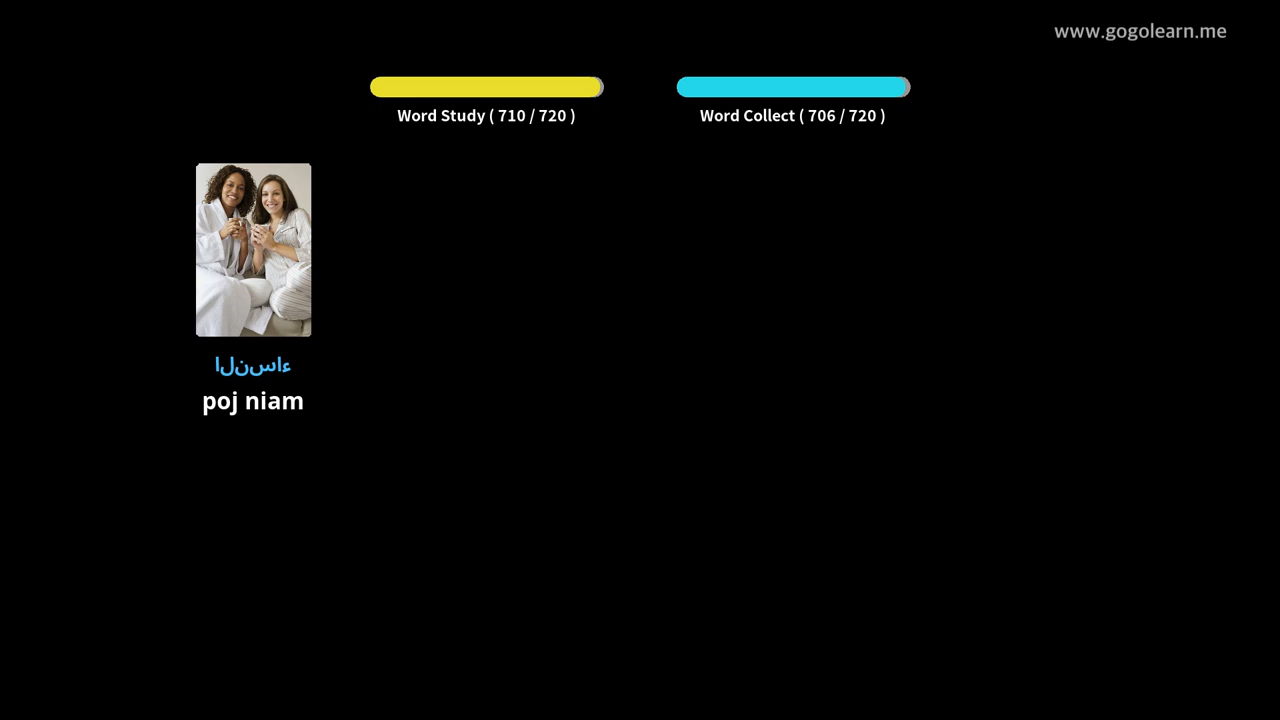 www.gogolearn.me
Word Study ( 710 / 720 )
Word Collect ( 706 / 720 )
النساء
poj niam